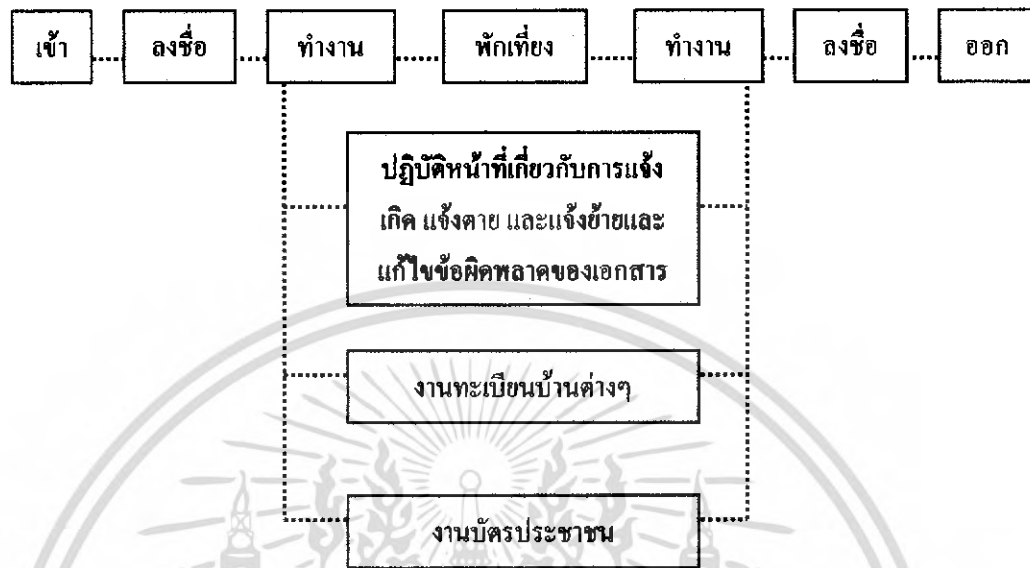 เข้า ลงชื่อ ทำงาน พักเที่ยง ทำงาน ลงชื่อ ออก
ปฏิบัติหน้าที่เกี่ยวกับการแจ้ง
เกิด แจ้งตาย และแจ้งย้ายและ
แก้ไขข้อผิดพลาดของเอกสาร
งานทะเบียนบ้านต่างๆ
งานบัตรประชาชน